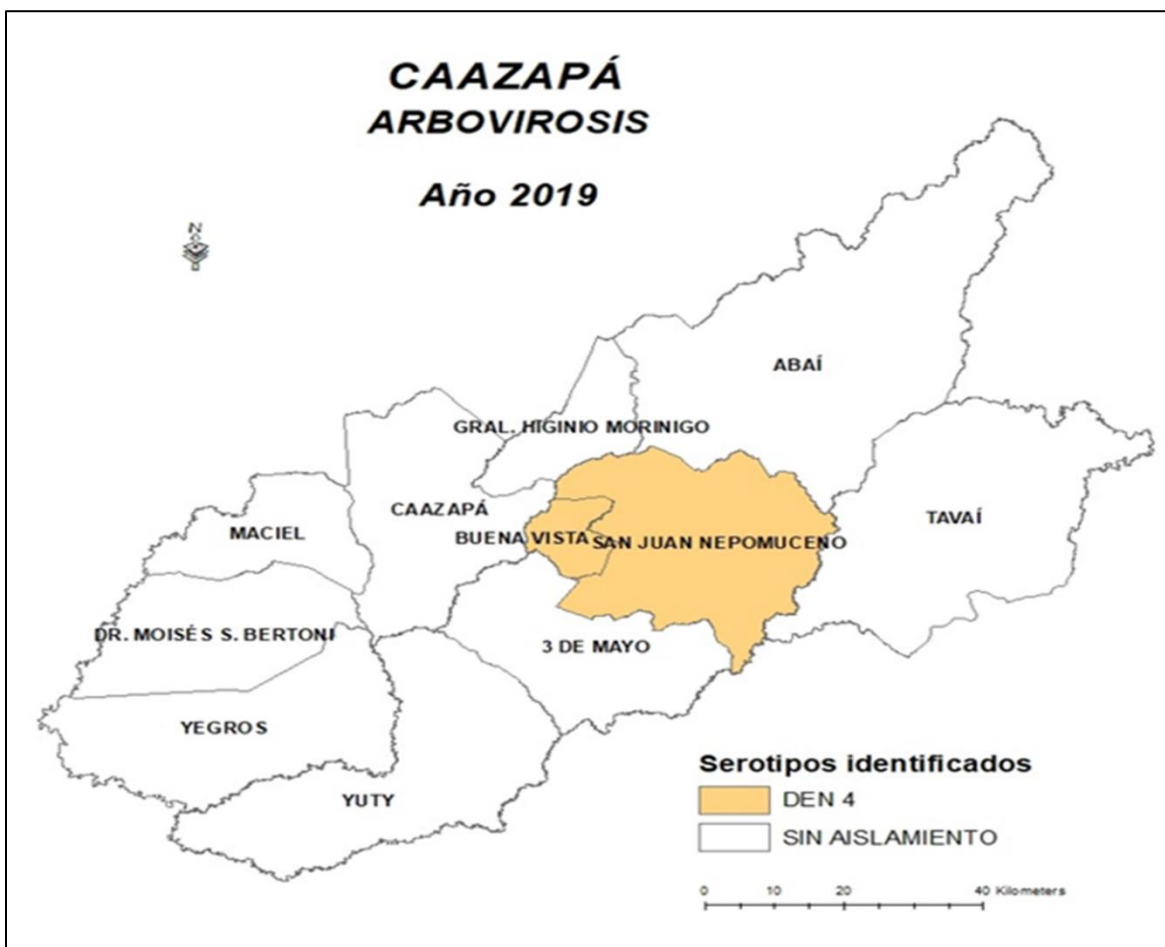 CAAZAPÁ
ARBOVIROSIS
Año 2019
N
ABAÍ
GRAL. HIGINIO MORINIGO
CAAZAPÁ
TAVAÍ
MACIEL
BUENA VISTA
SAN JUAN NEPOMUCENO
DR. MOISÉS S. BERTONI
3 DE MAYO
YEGROS
YUTY
Serotipos identificados
DEN 4
SIN AISLAMIENTO
0 10 20 40 Kilometers